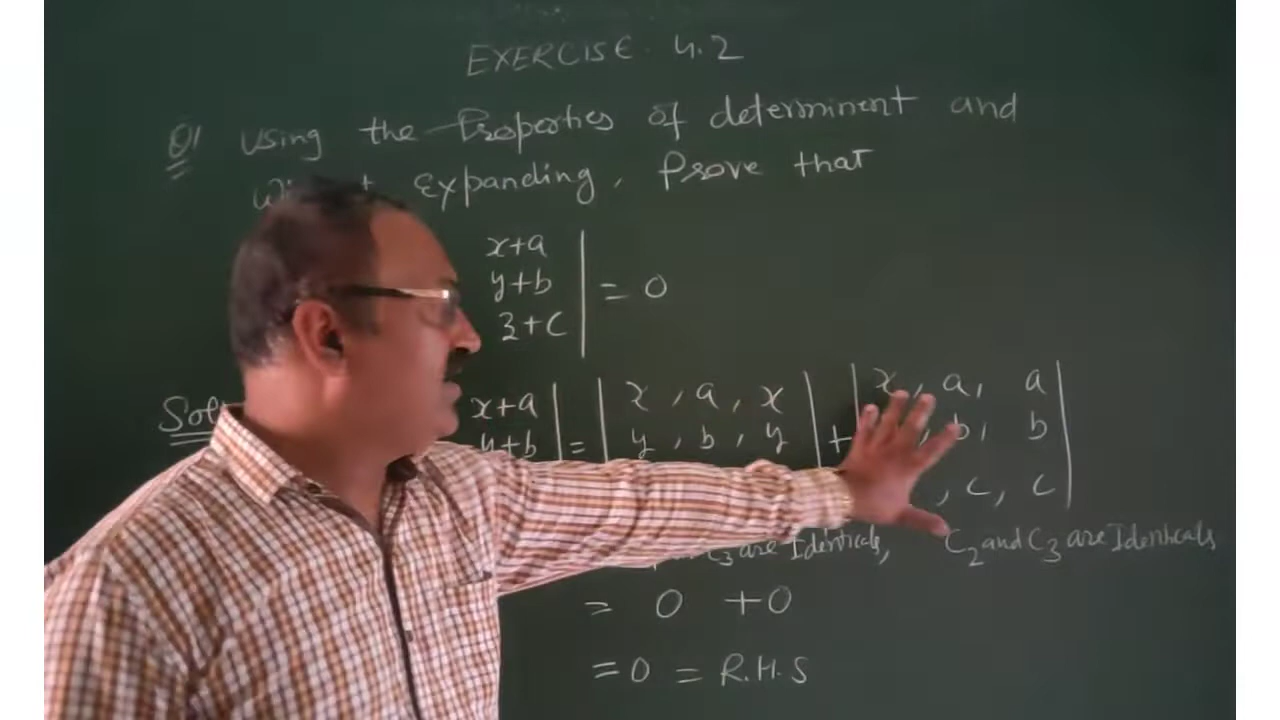 EXERCISE 4.2
Q1 Using the Properties of determinent and
Expanding, Prove that
x+a
y+b = 0
3+c
Sol x+a | = | x, a, x | + | x, a, a
y+b y, b, y b, b
, c, c
C3 are Identicals, C2 and C3 are Identicals
= 0 +0
=0 = R.H.S